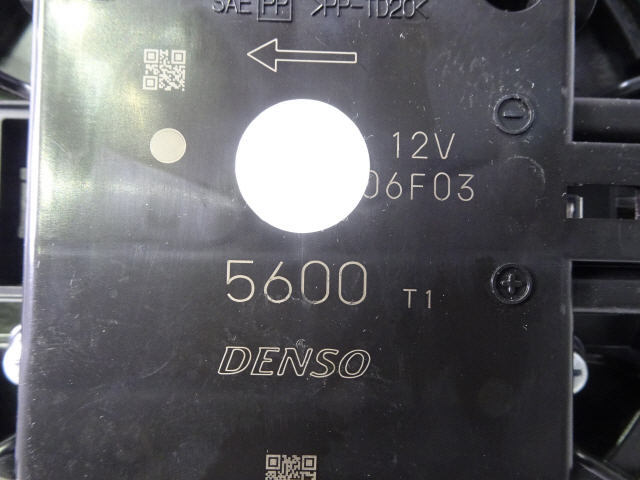 SAE PP >PP-TD20<
12V
06F03
5600 T1
DENSO